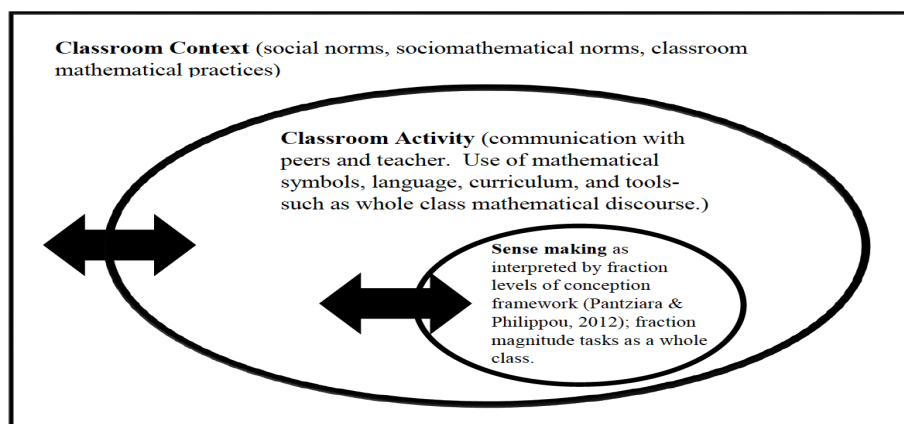 Classroom Context (social norms, sociomathematical norms, classroom
mathematical practices)
Classroom Activity (communication with
peers and teacher. Use of mathematical
symbols, language, curriculum, and tools-
such as whole class mathematical discourse.)
Sense making as
interpreted by fraction
levels of conception
framework (Pantziara &
Philippou, 2012); fraction
magnitude tasks as a whole
class.